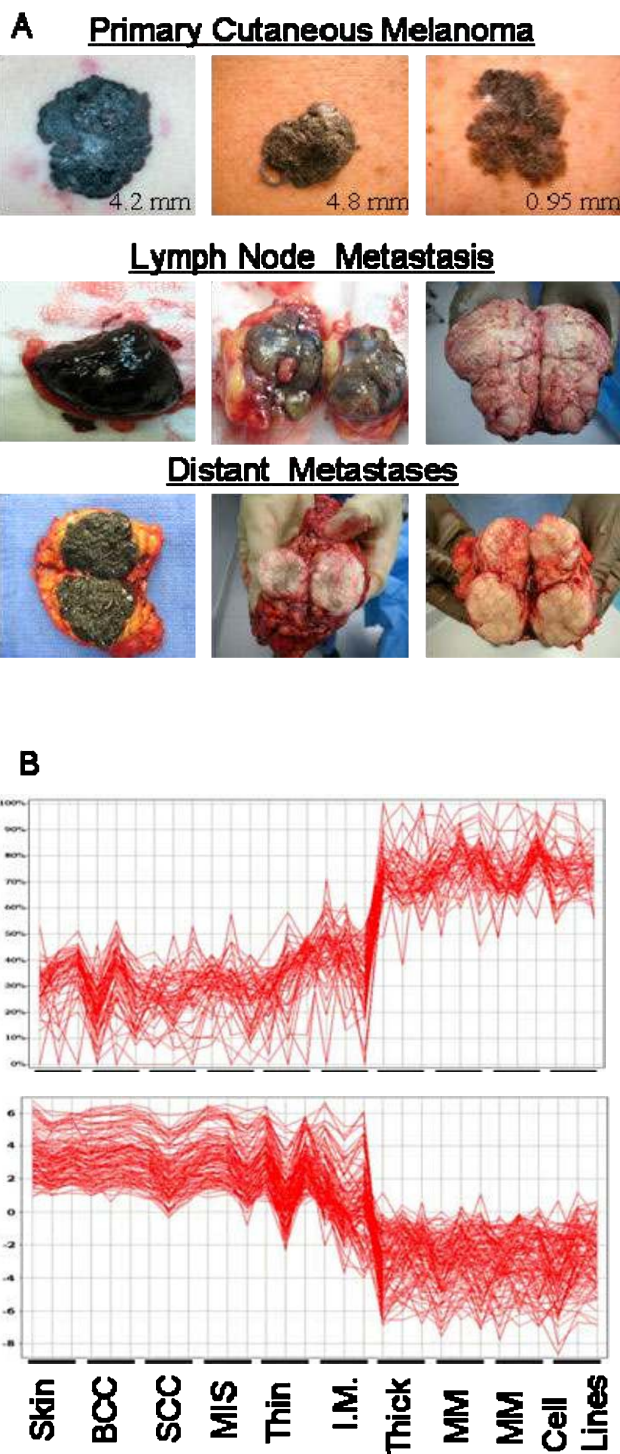 A
Primary Cutaneous Melanoma
4.2 mm
4.8 mm
0.95 mm
Lymph Node Metastasis
Distant Metastases
B
100%
90%
80%
70%
60%
50%
40%
30%
20%
10%
0%
6
4
2
0
-2
-4
-6
-8
Skin
BCC
SCC
MIS
Thin
I.M.
Thick
MM
MM
Cell
Lines